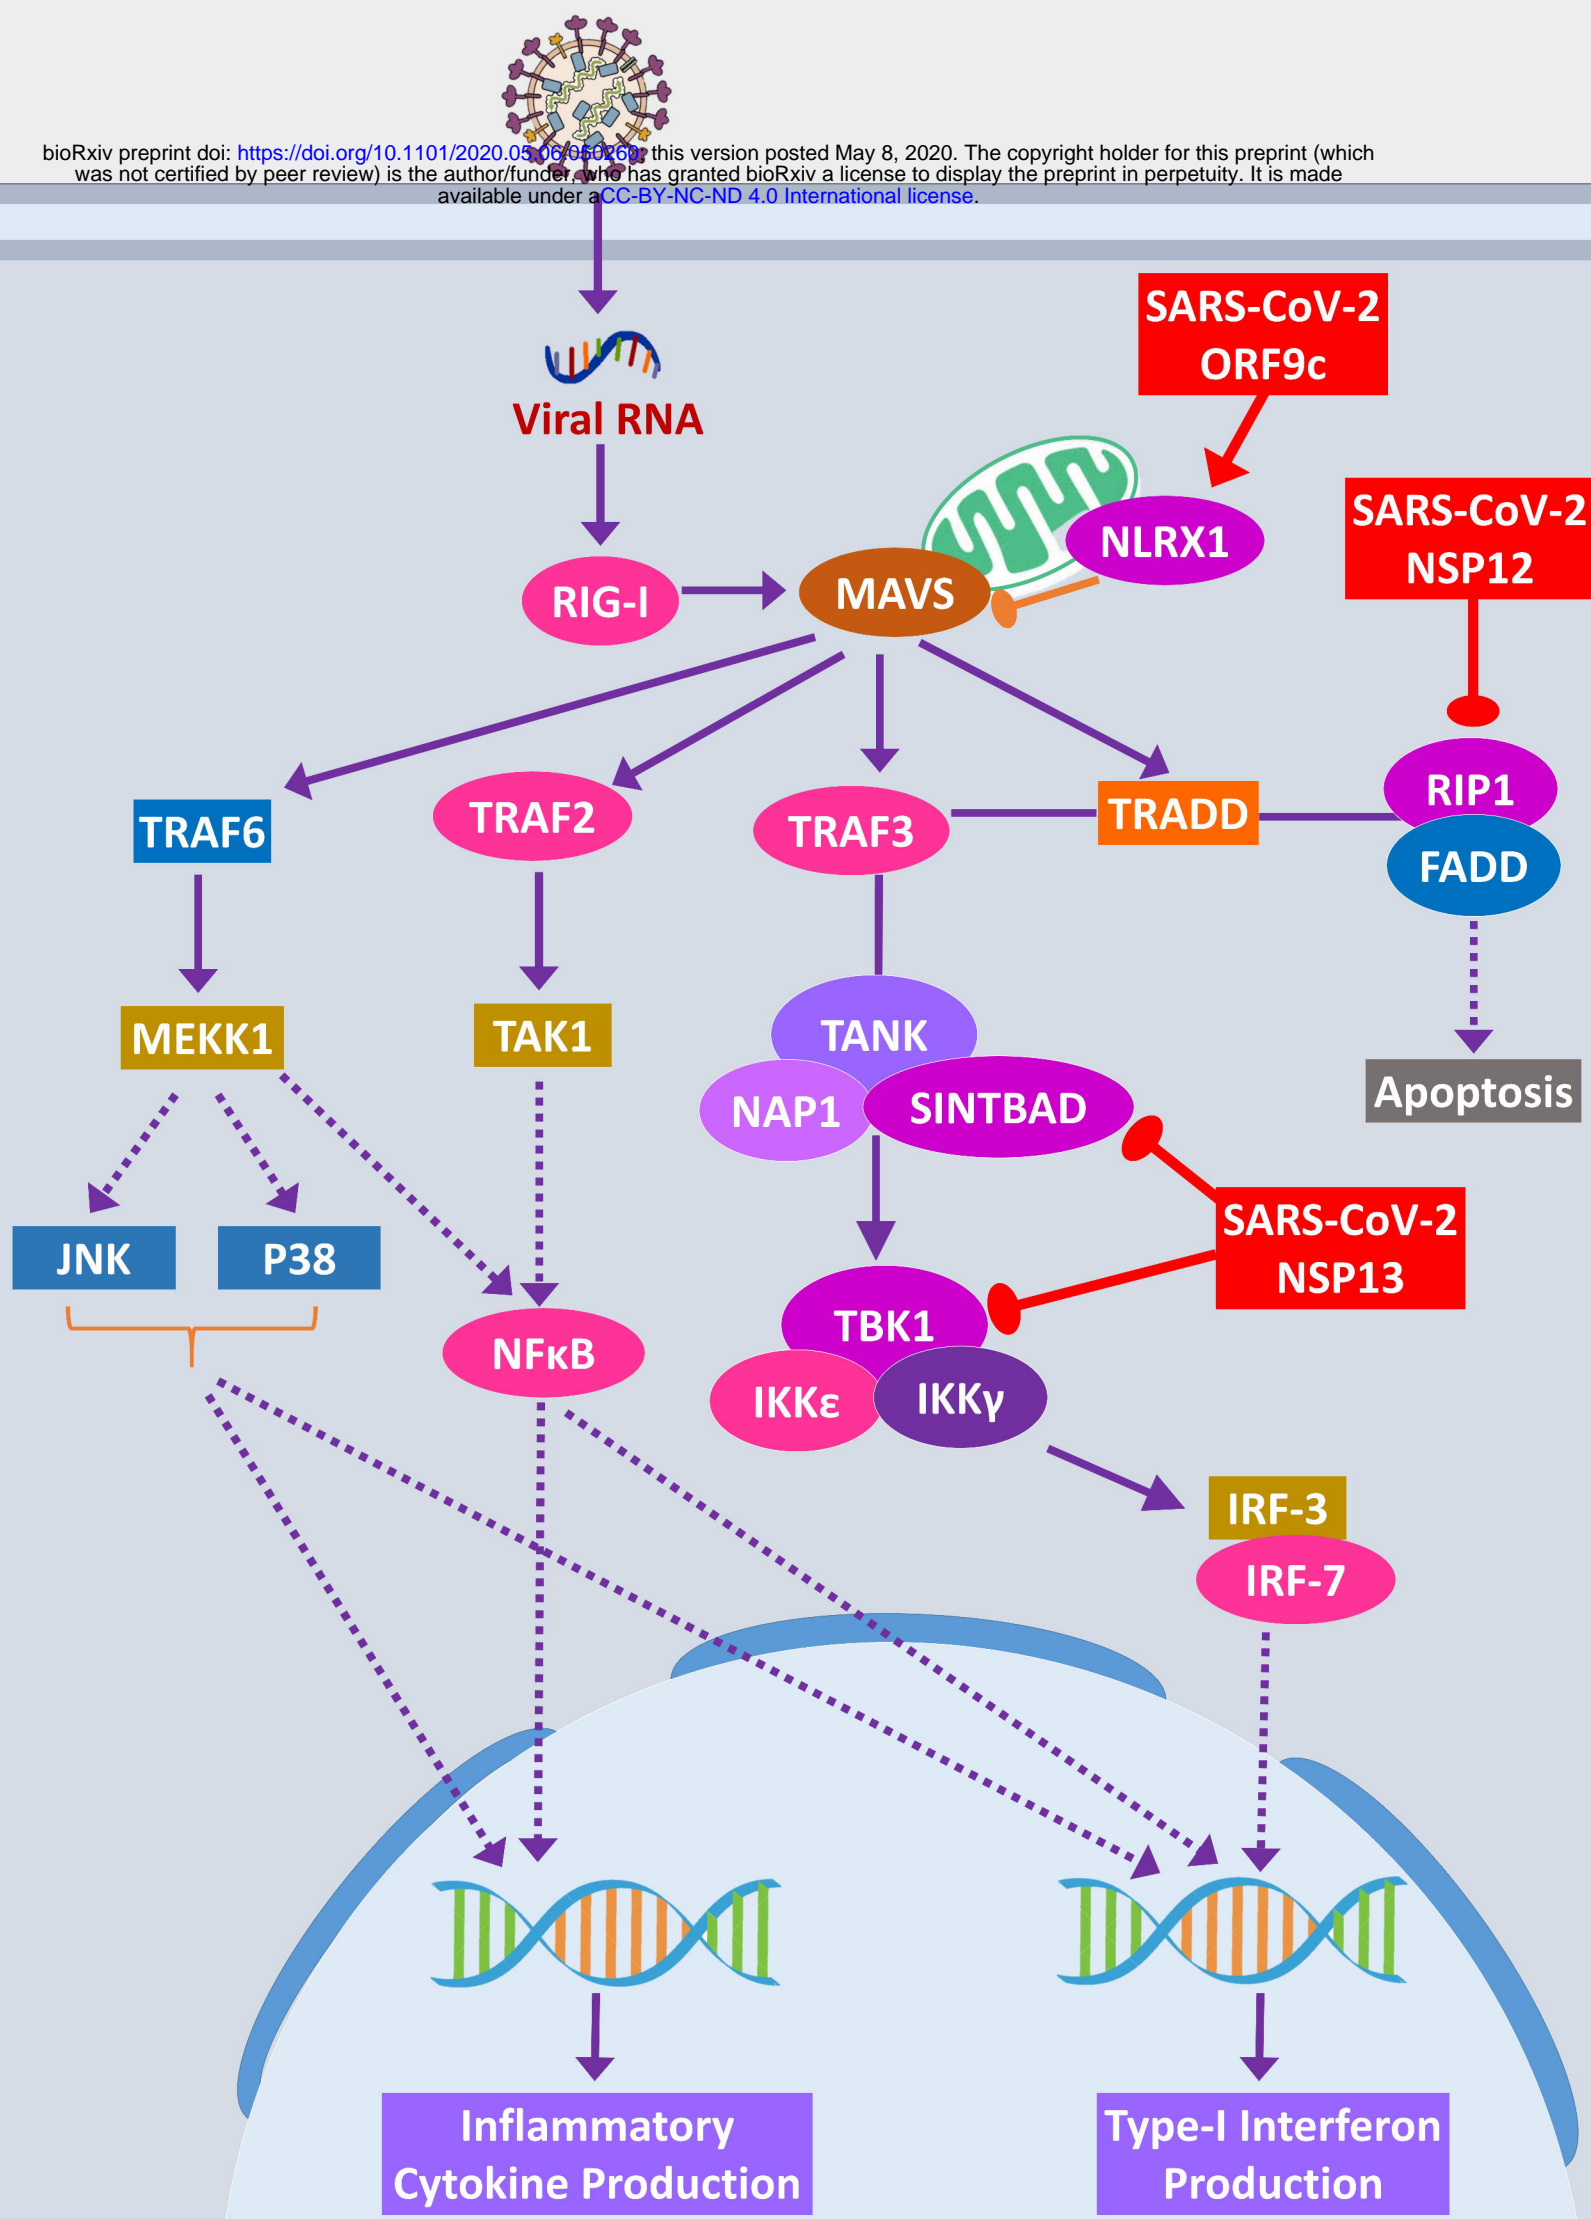 bioRxiv preprint doi: https://doi.org/10.1101/2020.05.06.050260; this version posted May 8, 2020. The copyright holder for this preprint (which
was not certified by peer review) is the author/funder, who has granted bioRxiv a license to display the preprint in perpetuity. It is made
available under aCC-BY-NC-ND 4.0 International license.
SARS-CoV-2
ORF9c
Viral RNA
SARS-CoV-2
NSP12
NLRX1
RIG-I
MAVS
RIP1
TRAF6
TRAF2
TRAF3
TRADD
FADD
MEKK1
TAK1
TANK
NAP1
SINTBAD
Apoptosis
JNK
P38
SARS-CoV-2
NSP13
NFκB
TBK1
IKKε
IKKγ
IRF-3
IRF-7
Inflammatory
Cytokine Production
Type-I Interferon
Production